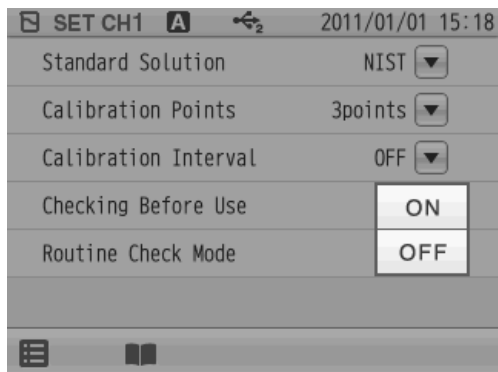 SET CH1 A 2 2011/01/01 15:18
Standard Solution NIST
Calibration Points 3points
Calibration Interval OFF
Checking Before Use ON
Routine Check Mode OFF